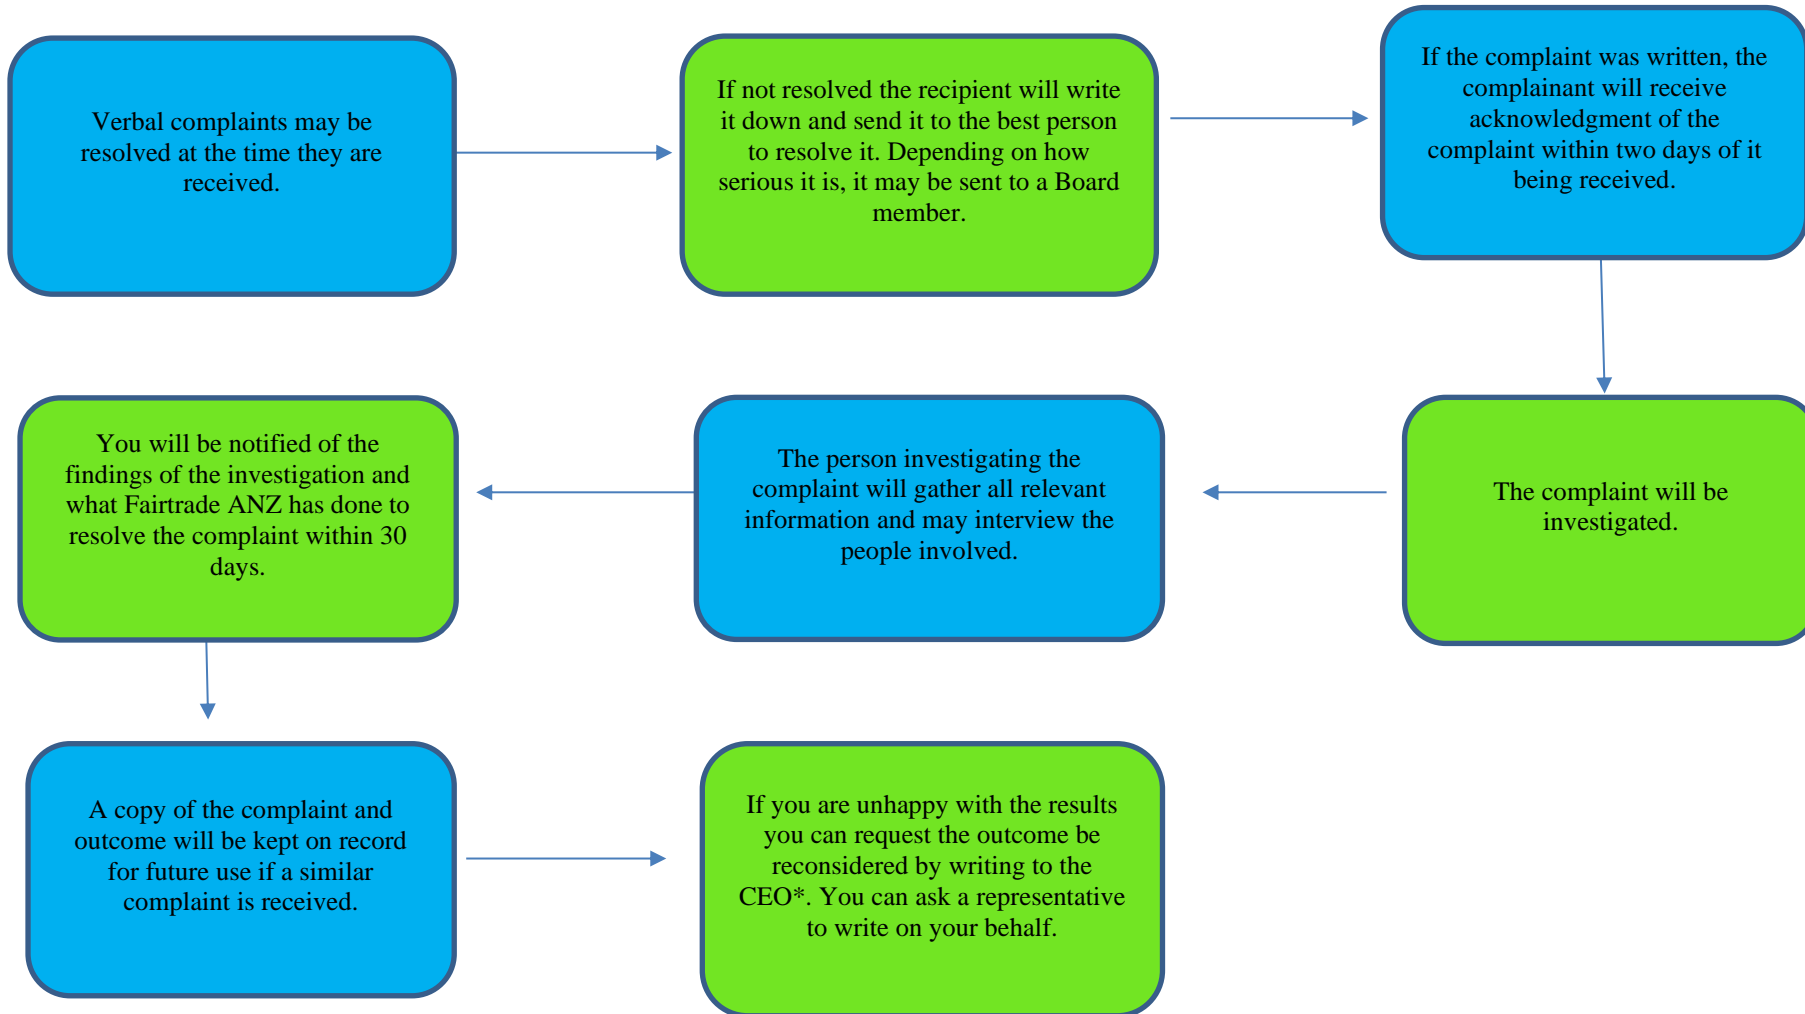 Verbal complaints may be
resolved at the time they are
received.
If not resolved the recipient will write
it down and send it to the best person
to resolve it. Depending on how
serious it is, it may be sent to a Board
member.
If the complaint was written, the
complainant will receive
acknowledgment of the
complaint within two days of it
being received.
The complaint will be
investigated.
The person investigating the
complaint will gather all relevant
information and may interview the
people involved.
You will be notified of the
findings of the investigation and
what Fairtrade ANZ has done to
resolve the complaint within 30
days.
A copy of the complaint and
outcome will be kept on record
for future use if a similar
complaint is received.
If you are unhappy with the results
you can request the outcome be
reconsidered by writing to the
CEO*. You can ask a representative
to write on your behalf.